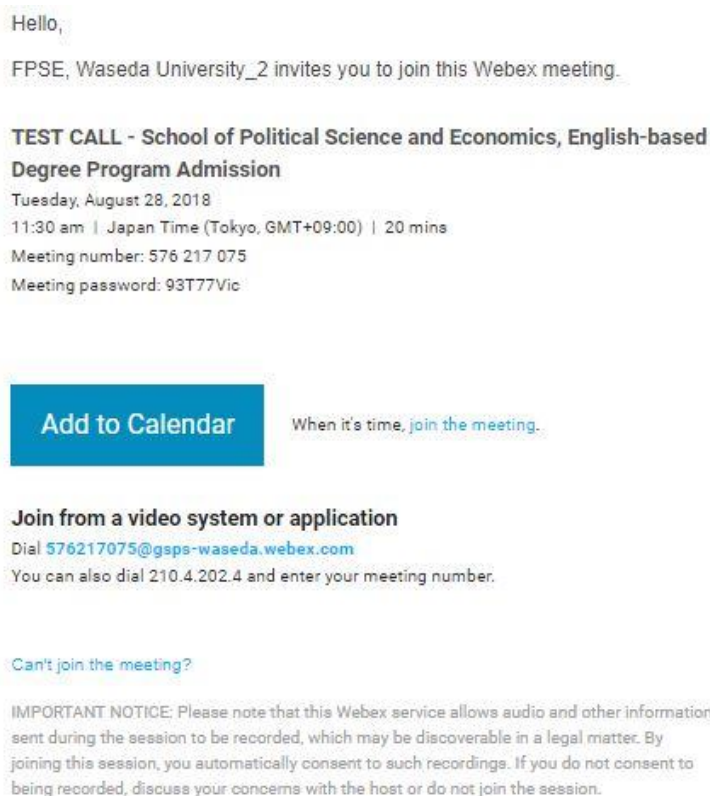 Hello,
FPSE, Waseda University_2 invites you to join this Webex meeting.
TEST CALL - School of Political Science and Economics, English-based
Degree Program Admission
Tuesday, August 28, 2018
11:30 am | Japan Time (Tokyo, GMT+09:00) | 20 mins
Meeting number: 576 217 075
Meeting password: 93T77Vic
Add to Calendar When it's time, join the meeting.
Join from a video system or application
Dial 576217075@gsps-waseda.webex.com
You can also dial 210.4.202.4 and enter your meeting number.
Can't join the meeting?
IMPORTANT NOTICE: Please note that this Webex service allows audio and other information
sent during the session to be recorded, which may be discoverable in a legal matter. By
joining this session, you automatically consent to such recordings. If you do not consent to
being recorded, discuss your concerns with the host or do not join the session.